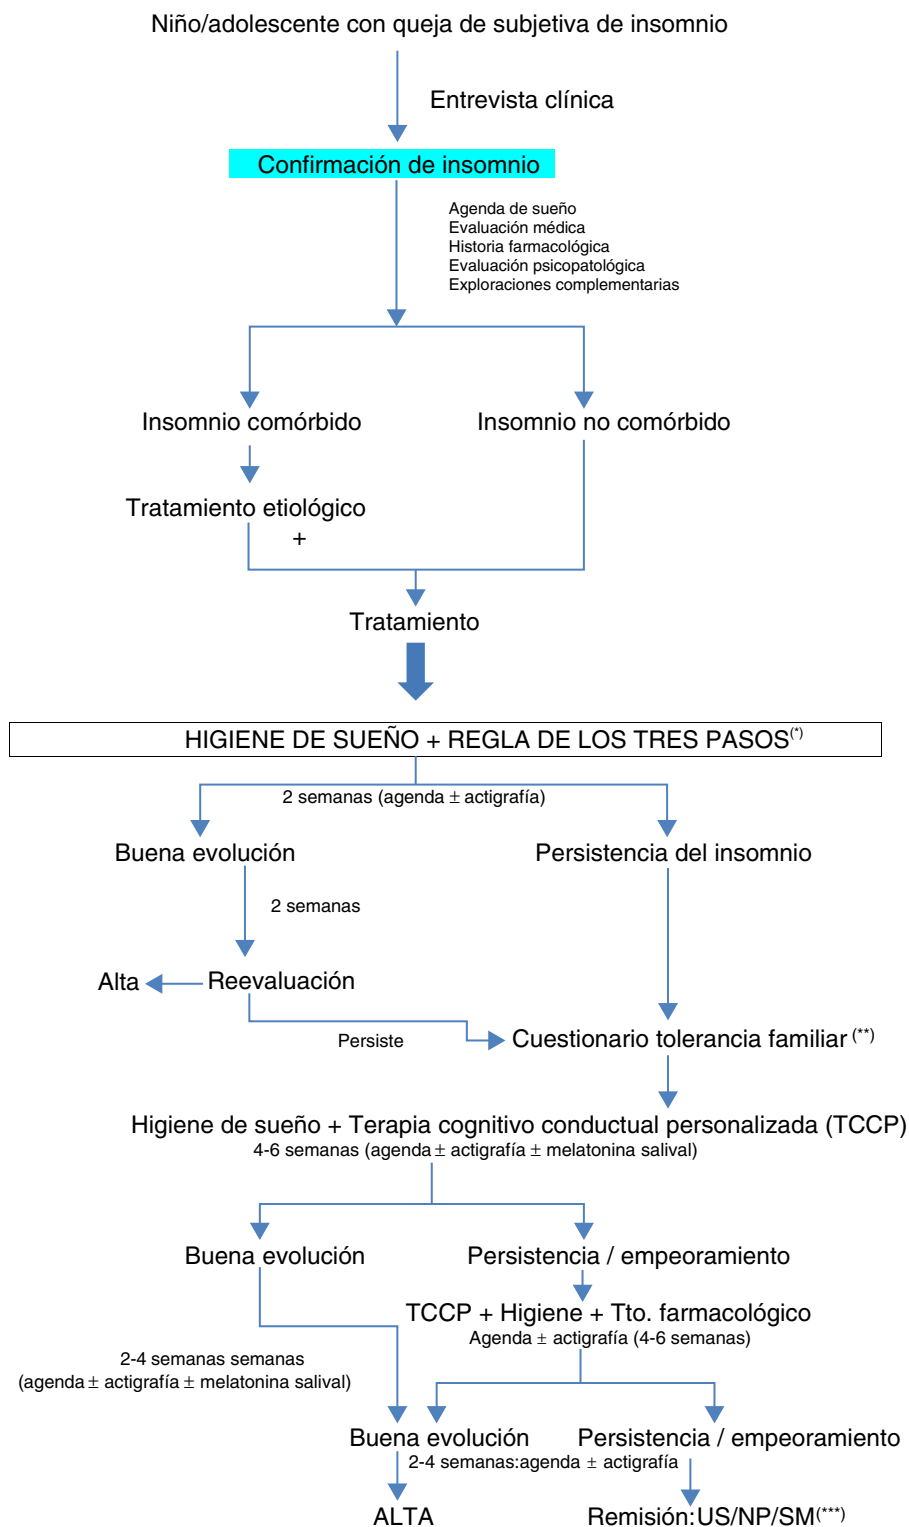 Niño/adolescente con queja de subjetiva de insomnio
Entrevista clínica
Confirmación de insomnio
Agenda de sueño
Evaluación médica
Historia farmacológica
Evaluación psicopatológica
Exploraciones complementarias
Insomnio comórbido
Insomnio no comórbido
Tratamiento etiológico
+
Tratamiento
HIGIENE DE SUEÑO + REGLA DE LOS TRES PASOS(*)
2 semanas (agenda ± actigrafía)
Buena evolución
Persistencia del insomnio
2 semanas
Alta
Reevaluación
Persiste
Cuestionario tolerancia familiar (**)
Higiene de sueño + Terapia cognitivo conductual personalizada (TCCP)
4-6 semanas (agenda ± actigrafía ± melatonina salival)
Buena evolución
Persistencia / empeoramiento
TCCP + Higiene + Tto. farmacológico
Agenda ± actigrafía (4-6 semanas)
2-4 semanas semanas
(agenda ± actigrafía ± melatonina salival)
Buena evolución
Persistencia / empeoramiento
2-4 semanas:agenda ± actigrafía
ALTA
Remisión:US/NP/SM(***)